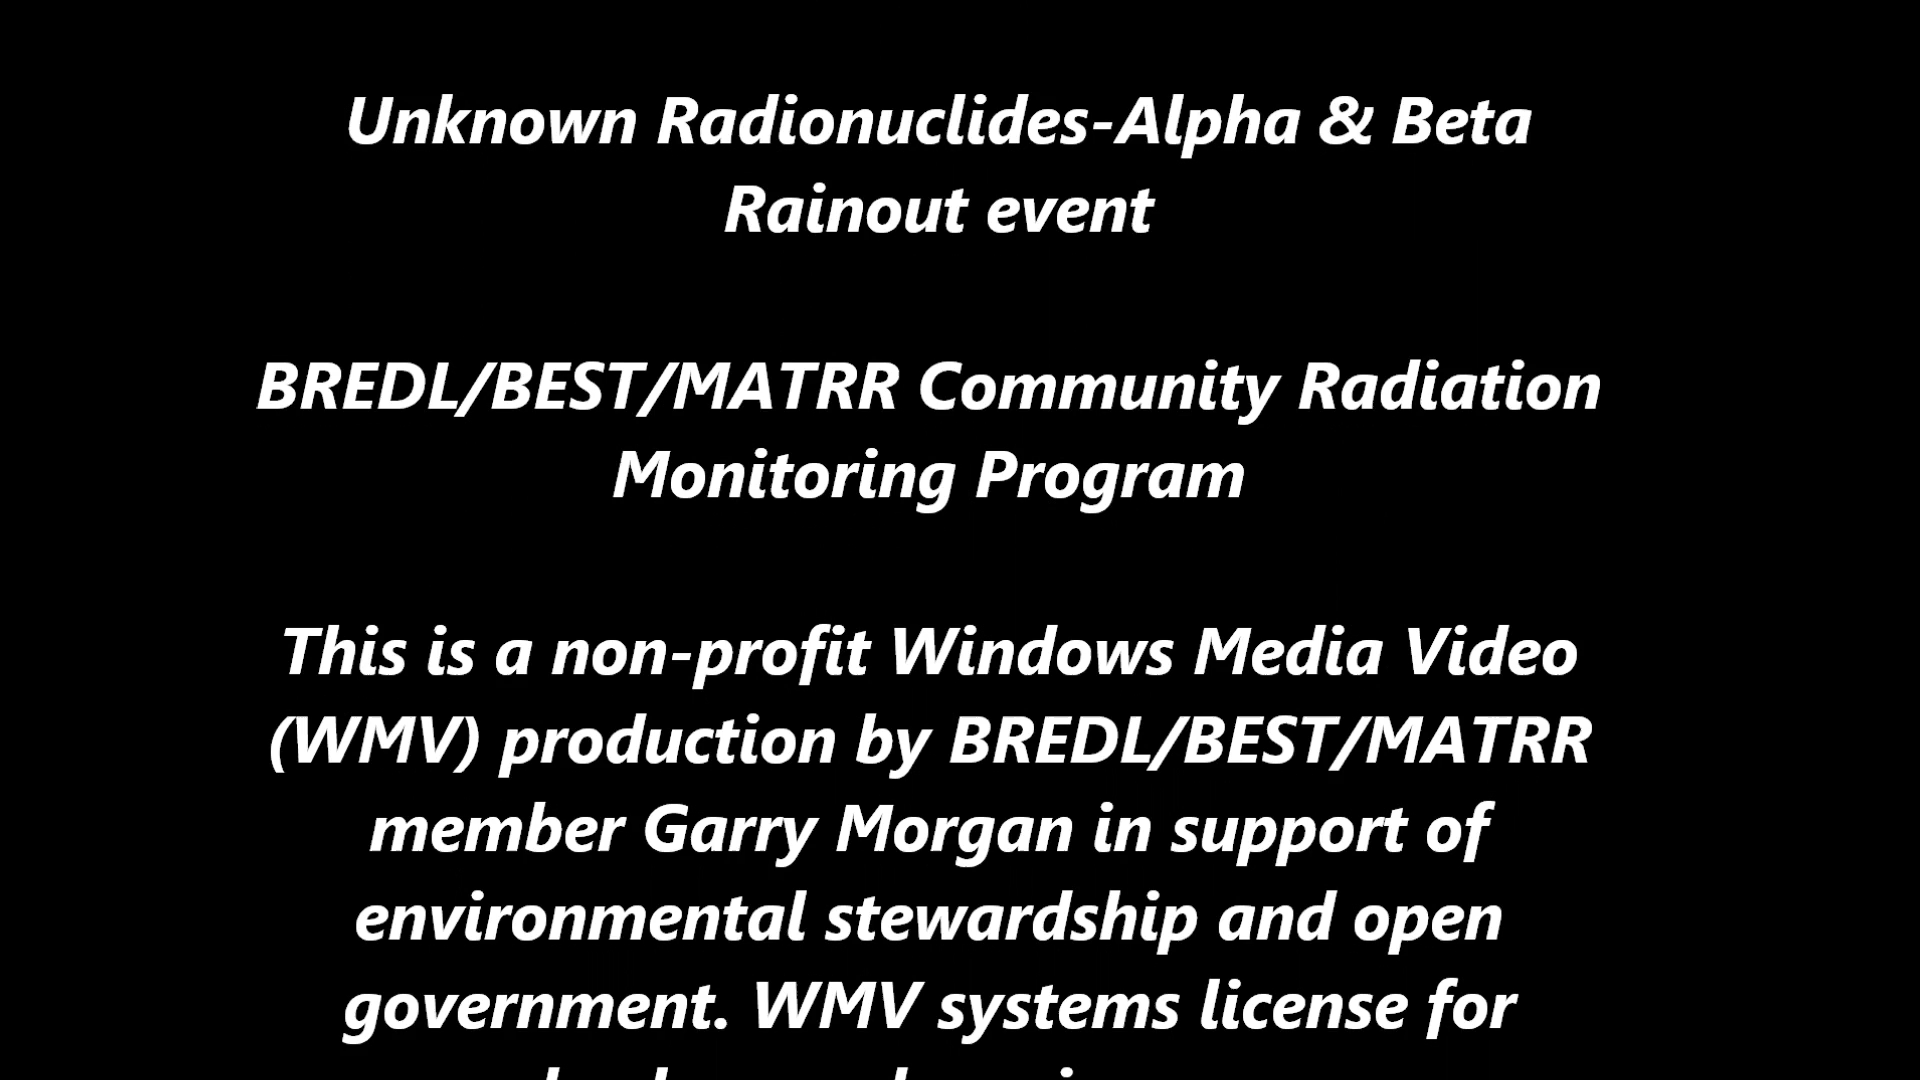 Unknown Radionuclides-Alpha & Beta
Rainout event
BREDL/BEST/MATRR Community Radiation
Monitoring Program
This is a non-profit Windows Media Video
(WMV) production by BREDL/BEST/MATRR
member Garry Morgan in support of
environmental stewardship and open
government. WMV systems license for